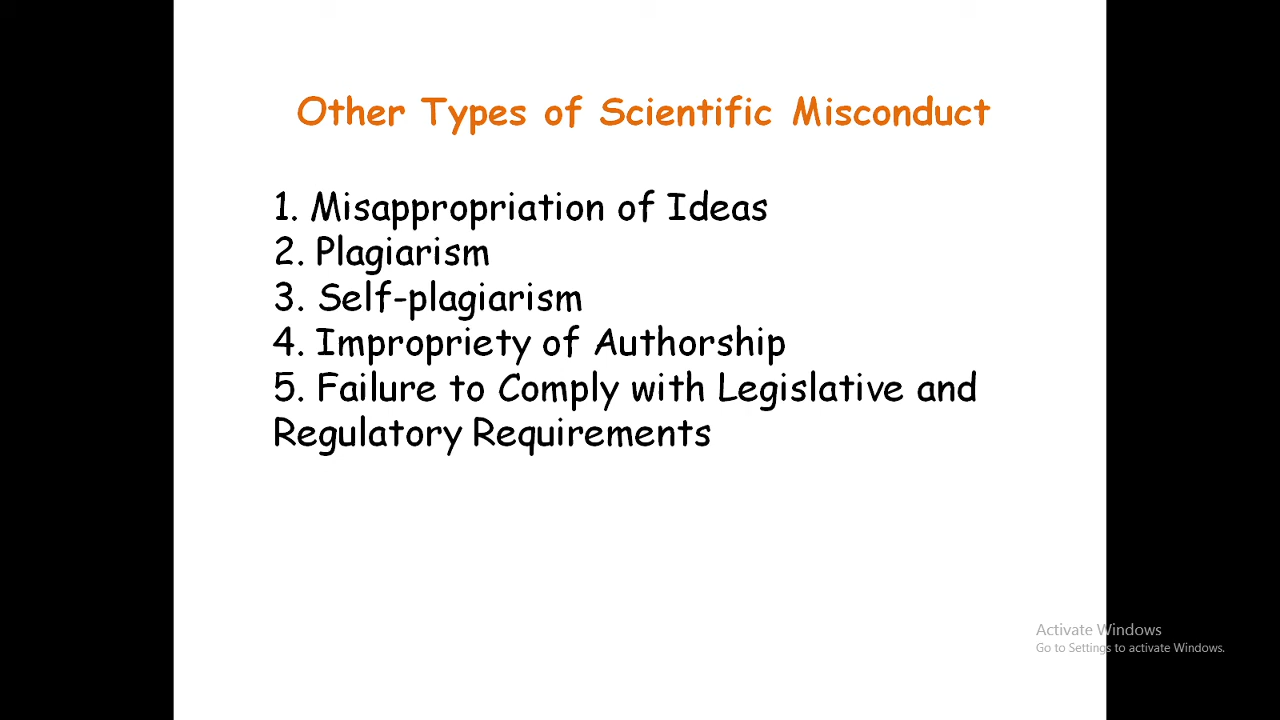 Other Types of Scientific Misconduct
1. Misappropriation of Ideas
2. Plagiarism
3. Self-plagiarism
4. Impropriety of Authorship
5. Failure to Comply with Legislative and
Regulatory Requirements
Activate Windows
Go to Settings to activate Windows.